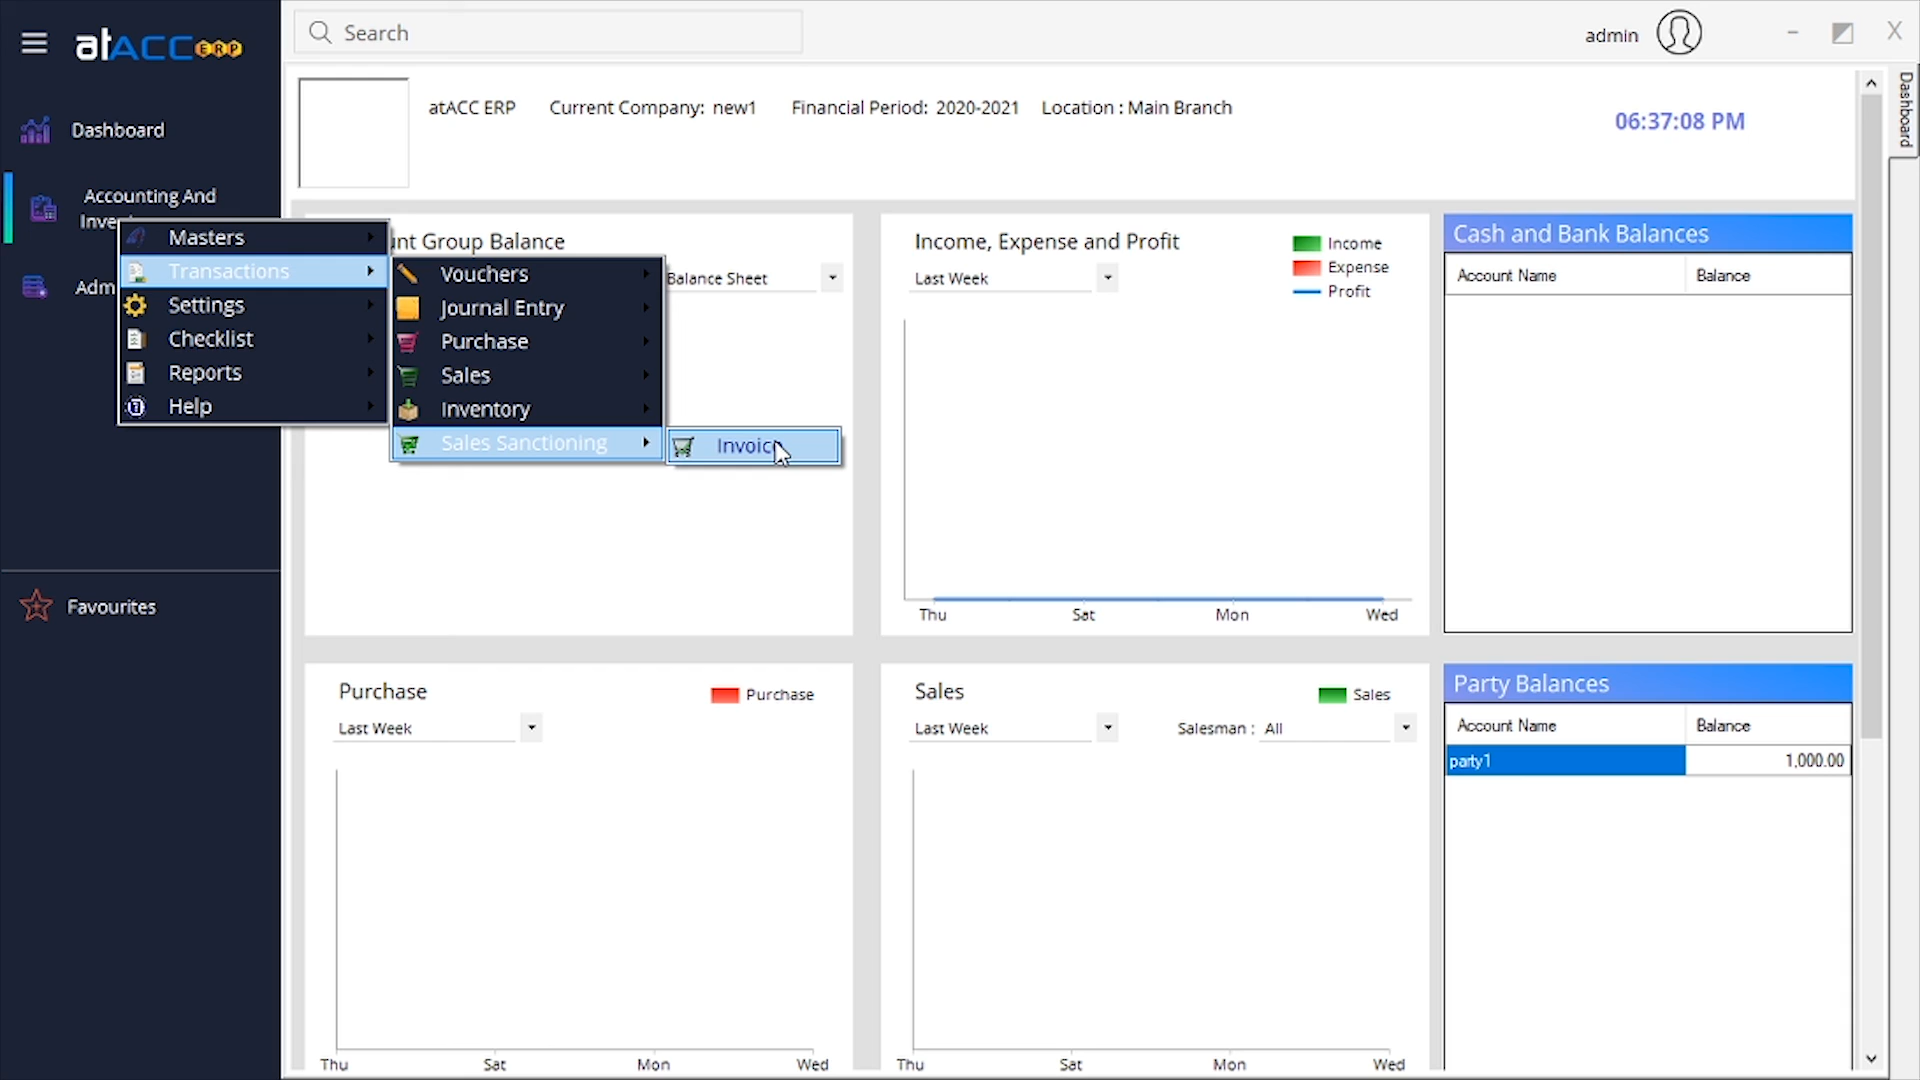 atACC ERP
Search
admin
X
Dashboard
atACC ERP Current Company: new1 Financial Period: 2020-2021 Location : Main Branch
06:37:08 PM
Dashboard
Accounting And
Masters
Transactions
Settings
Checklist
Reports
Help
Vouchers
Journal Entry
Purchase
Sales
Inventory
Sales Sanctioning
Group Balance
Balance Sheet
Income, Expense and Profit
Last Week
Income
Expense
Profit
Thu Sat Mon Wed
Cash and Bank Balances
Account Name Balance
Favourites
Purchase
Last Week
Purchase
Thu Sat Mon Wed
Sales
Last Week
Salesman : All
Sales
Thu Sat Mon Wed
Party Balances
Account Name Balance
party1 1,000.00